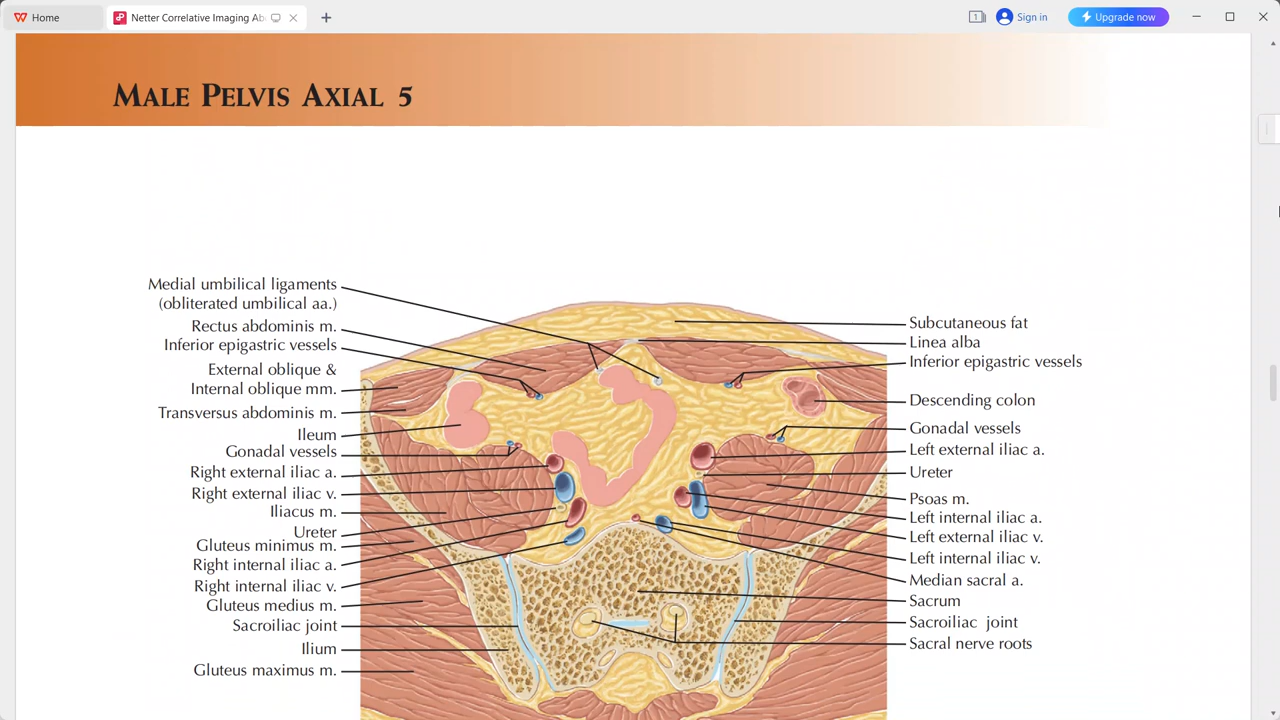 Home
Netter Correlative Imaging Ab
1
Sign in
Upgrade now
MALE PELVIS AXIAL 5
Medial umbilical ligaments
(obliterated umbilical aa.)
Rectus abdominis m.
Inferior epigastric vessels
External oblique &
Internal oblique mm.
Transversus abdominis m.
Ileum
Gonadal vessels
Right external iliac a.
Right external iliac v.
Iliacus m.
Ureter
Gluteus minimus m.
Right internal iliac a.
Right internal iliac v.
Gluteus medius m.
Sacroiliac joint
Ilium
Gluteus maximus m.
Subcutaneous fat
Linea alba
Inferior epigastric vessels
Descending colon
Gonadal vessels
Left external iliac a.
Ureter
Psoas m.
Left internal iliac a.
Left external iliac v.
Left internal iliac v.
Median sacral a.
Sacrum
Sacroiliac joint
Sacral nerve roots